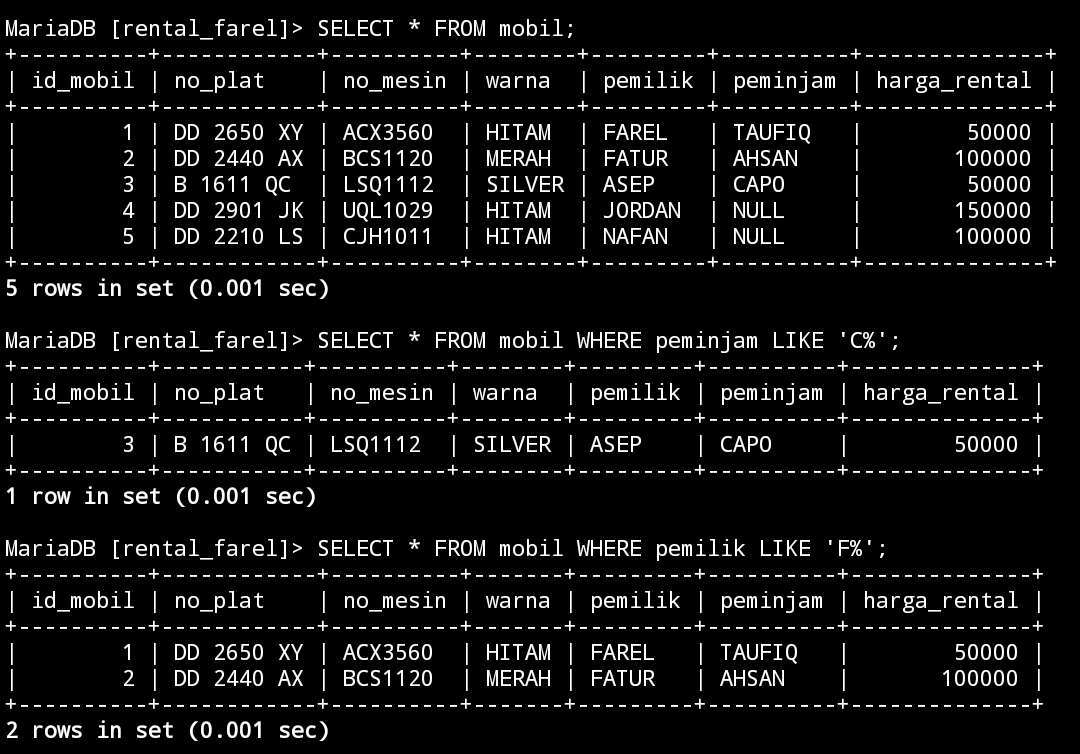 MariaDB [rental_farel]> SELECT * FROM mobil;
+----------+------------+----------+--------+---------+----------+--------------+
| id_mobil | no_plat    | no_mesin | warna  | pemilik | peminjam | harga_rental |
+----------+------------+----------+--------+---------+----------+--------------+
|        1 | DD 2650 XY | ACX3560  | HITAM  | FAREL   | TAUFIQ   |        50000 |
|        2 | DD 2440 AX | BCS1120  | MERAH  | FATUR   | AHSAN    |       100000 |
|        3 | B 1611 QC  | LSQ1112  | SILVER | ASEP    | CAPO     |        50000 |
|        4 | DD 2901 JK | UQL1029  | HITAM  | JORDAN  | NULL     |       150000 |
|        5 | DD 2210 LS | CJH1011  | HITAM  | NAFAN   | NULL     |       100000 |
+----------+------------+----------+--------+---------+----------+--------------+
5 rows in set (0.001 sec)

MariaDB [rental_farel]> SELECT * FROM mobil WHERE peminjam LIKE 'C%';
+----------+-----------+----------+--------+---------+----------+--------------+
| id_mobil | no_plat   | no_mesin | warna  | pemilik | peminjam | harga_rental |
+----------+-----------+----------+--------+---------+----------+--------------+
|        3 | B 1611 QC | LSQ1112  | SILVER | ASEP    | CAPO     |        50000 |
+----------+-----------+----------+--------+---------+----------+--------------+
1 row in set (0.001 sec)

MariaDB [rental_farel]> SELECT * FROM mobil WHERE pemilik LIKE 'F%';
+----------+------------+----------+-------+---------+----------+--------------+
| id_mobil | no_plat    | no_mesin | warna | pemilik | peminjam | harga_rental |
+----------+------------+----------+-------+---------+----------+--------------+
|        1 | DD 2650 XY | ACX3560  | HITAM | FAREL   | TAUFIQ   |        50000 |
|        2 | DD 2440 AX | BCS1120  | MERAH | FATUR   | AHSAN    |       100000 |
+----------+------------+----------+-------+---------+----------+--------------+
2 rows in set (0.001 sec)